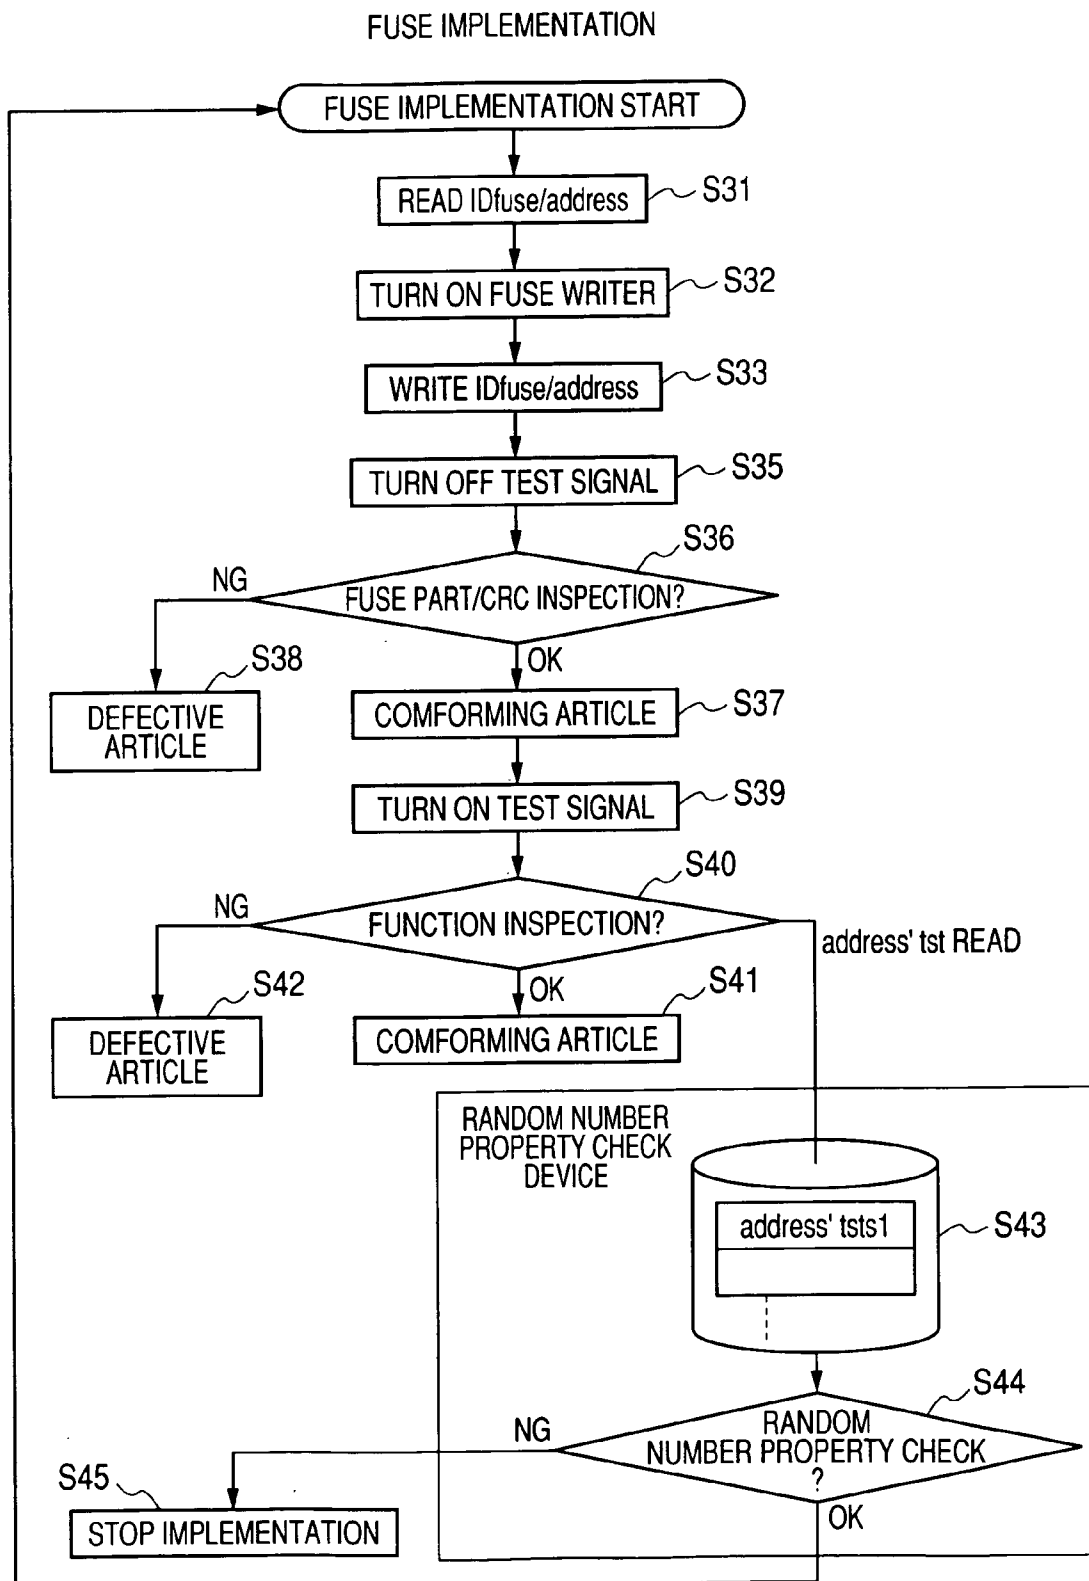 FUSE IMPLEMENTATION
FUSE IMPLEMENTATION START
READ IDfuse/address
S31
TURN ON FUSE WRITER
S32
WRITE IDfuse/address
S33
TURN OFF TEST SIGNAL
S35
S36
NG
FUSE PART/CRC INSPECTION?
OK
S38
DEFECTIVE
ARTICLE
COMFORMING ARTICLE
S37
TURN ON TEST SIGNAL
S39
S40
NG
FUNCTION INSPECTION?
address' tst READ
OK
S42
DEFECTIVE
ARTICLE
S41
COMFORMING ARTICLE
RANDOM NUMBER
PROPERTY CHECK
DEVICE
address' tsts1
S43
S44
NG
RANDOM
NUMBER PROPERTY CHECK
?
OK
S45
STOP IMPLEMENTATION